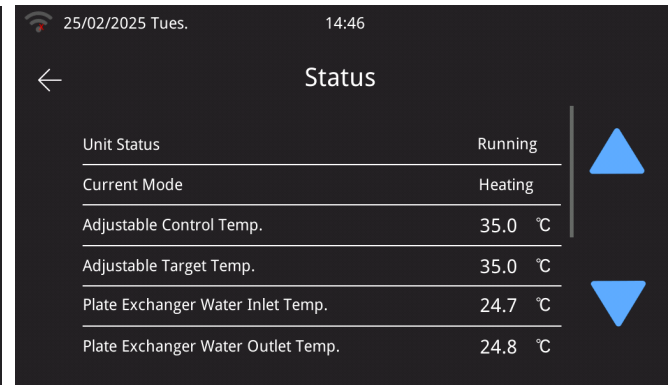 25/02/2025 Tues. 14:46
Status
Unit Status Running
Current Mode Heating
Adjustable Control Temp. 35.0 ℃
Adjustable Target Temp. 35.0 ℃
Plate Exchanger Water Inlet Temp. 24.7 ℃
Plate Exchanger Water Outlet Temp. 24.8 ℃